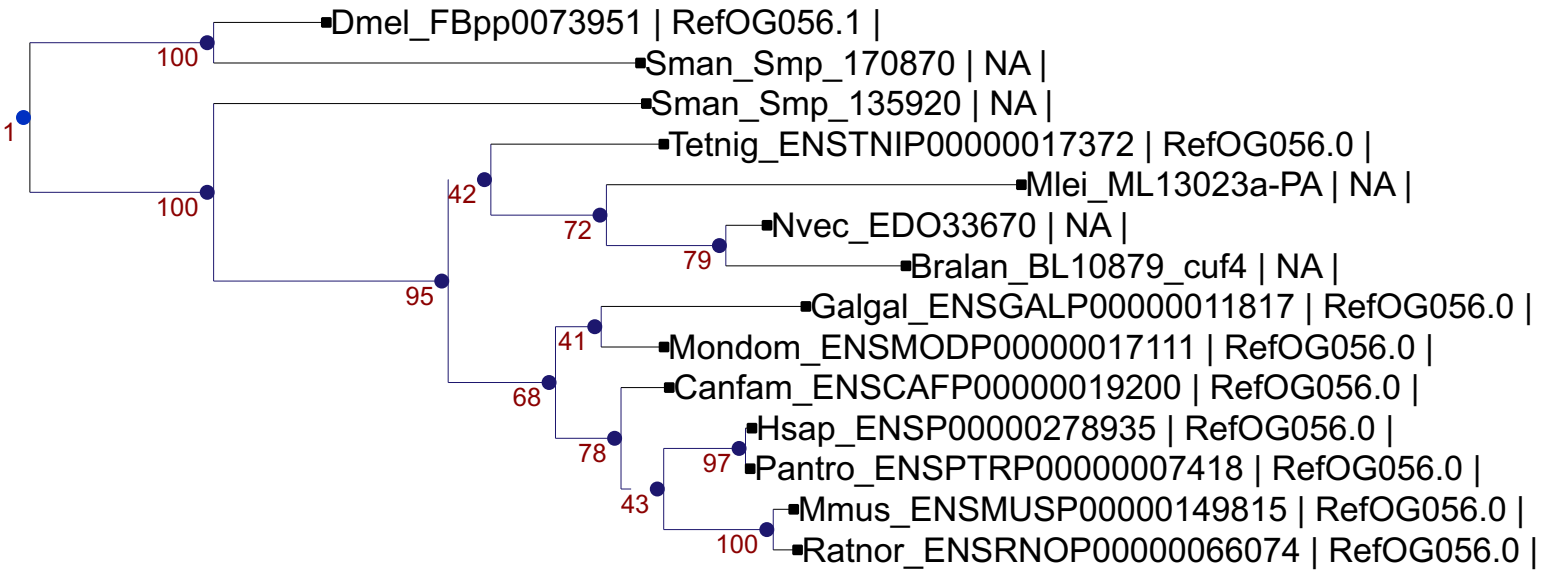 Dmel_FBpp0073951 | RefOG056.1 |
100
Sman_Smp_170870 | NA |
Sman_Smp_135920 | NA |
1
Tetnig_ENSTNIP00000017372 | RefOG056.0 |
42
Mlei_ML13023a-PA | NA |
100
72
Nvec_EDO33670 | NA |
79
Bralan_BL10879_cuf4 | NA |
95
Galgal_ENSGALP00000011817 | RefOG056.0 |
41
Mondom_ENSMODP00000017111 | RefOG056.0 |
68
Canfam_ENSCAFP00000019200 | RefOG056.0 |
Hsap_ENSP00000278935 | RefOG056.0 |
78
97
Pantro_ENSPTRP00000007418 | RefOG056.0 |
43
Mmus_ENSMUSP00000149815 | RefOG056.0 |
100
Ratnor_ENSRNOP00000066074 | RefOG056.0 |